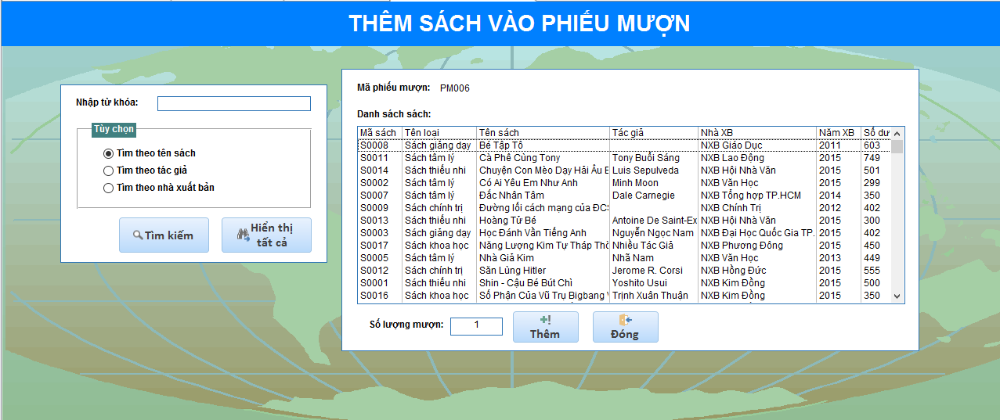 THÊM SÁCH VÀO PHIẾU MƯỢN
Nhập từ khóa:
Tùy chọn
Tìm theo tên sách
Tìm theo tác giả
Tìm theo nhà xuất bản
Tìm kiếm
Hiển thị
tất cả
Mã phiếu mượn: PM006
Danh sách sách:
Mã sách Tên loại Tên sách Tác giả Nhà XB Năm XB Số dư
S0008 Sách giảng dạy Bé Tập Tô NXB Giáo Dục 2011 603
S0011 Sách tâm lý Cà Phê Cùng Tony Tony Buổi Sáng NXB Lao Động 2015 749
S0014 Sách thiếu nhi Chuyện Con Mèo Dạy Hải Âu E Luis Sepulveda NXB Hội Nhà Văn 2015 501
S0002 Sách tâm lý Có Ai Yêu Em Như Anh Minh Moon NXB Văn Học 2015 299
S0007 Sách tâm lý Đắc Nhân Tâm Dale Carnegie NXB Tổng hợp TP.HCM 2014 350
S0009 Sách chính trị Đường lối cách mạng của ĐCS NXB Chính Trị 2012 402
S0013 Sách thiếu nhi Hoàng Tử Bé Antoine De Saint-Ex NXB Hội Nhà Văn 2015 300
S0003 Sách giảng dạy Học Đánh Vần Tiếng Anh Nguyễn Ngọc Nam NXB Đại Học Quốc Gia TP. 2015 402
S0017 Sách khoa học Năng Lượng Kim Tự Tháp Thờ Nhiều Tác Giả NXB Phương Đông 2015 450
S0005 Sách tâm lý Nhà Giả Kim Nhã Nam NXB Văn Học 2013 449
S0012 Sách chính trị Săn Lùng Hitler Jerome R. Corsi NXB Hồng Đức 2015 555
S0001 Sách thiếu nhi Shin - Cậu Bé Bút Chì Yoshito Usui NXB Kim Đồng 2015 500
S0016 Sách khoa học Số Phận Của Vũ Trụ Bigbang V Trịnh Xuân Thuận NXB Kim Đồng 2015 350
Số lượng mượn: 1
Thêm
Đóng